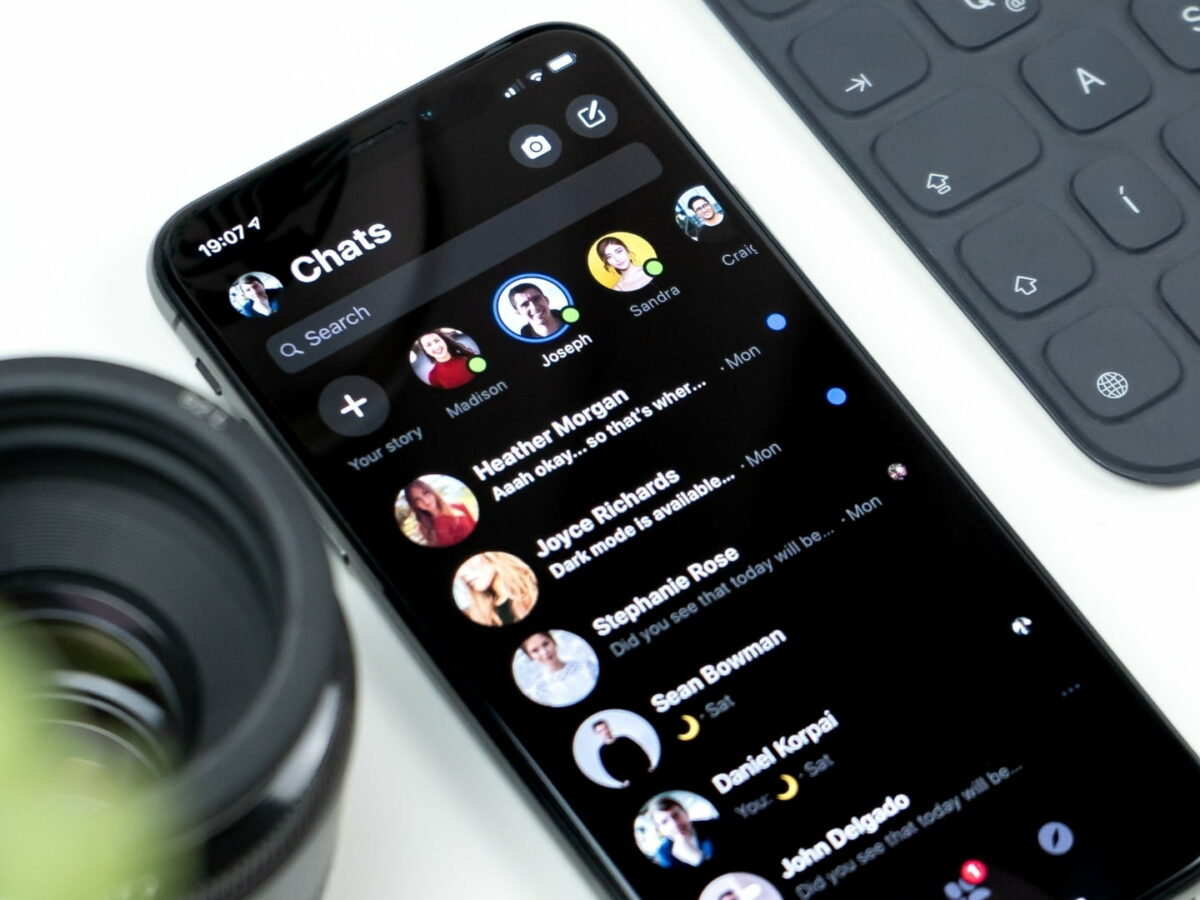 19:07
Chats
Search
Your story
Madison
Joseph
Sandra
Craig
Heather Morgan
Aaah okay... so that's wher... · Mon
Joyce Richards
Dark mode is available... · Mon
Stephanie Rose
Did you see that today will be... · Mon
Sean Bowman
🌙 · Sat
Daniel Korpai
You: 🌙 · Sat
John Delgado
Did you see that today will be...
1
@
A
Í